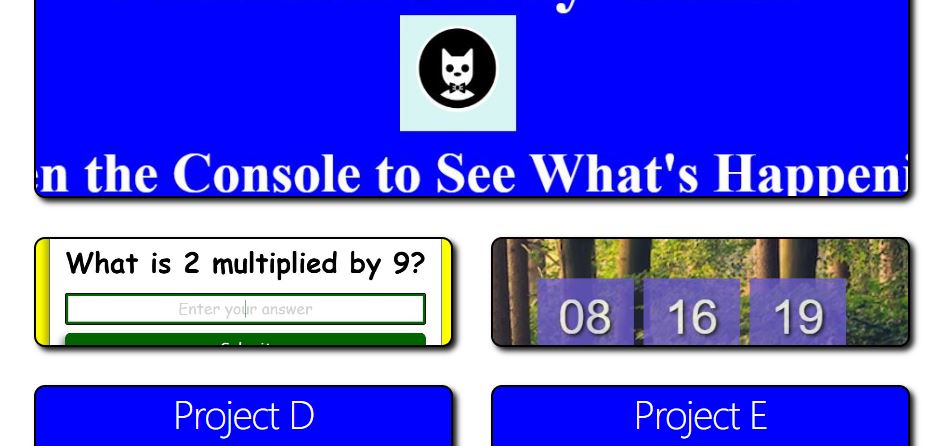 n the Console to See What's Happeni
What is 2 multiplied by 9?
Enter your answer
08 16 19
Project D
Project E